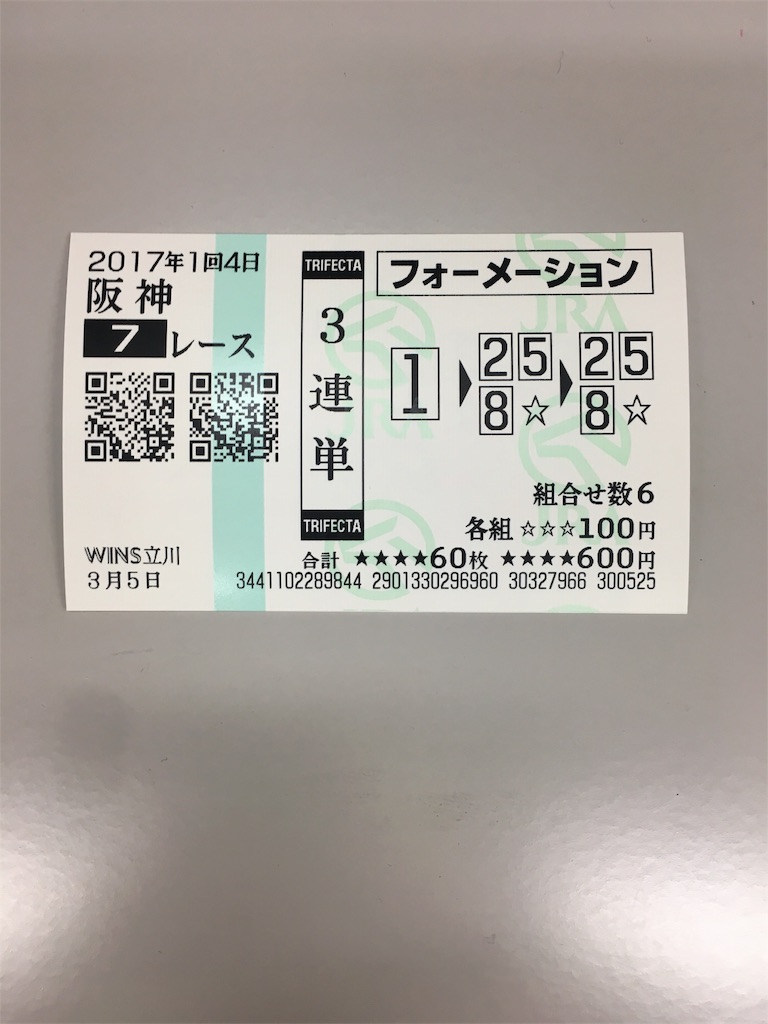 2017年1回4日
阪神
7レース
WINS立川
3月5日
TRIFECTA
3連単
TRIFECTA
フォーメーション
1▶25▶25
8☆ 8☆
組合せ数6
各組 ☆☆☆100円
合計 ★★★★60枚 ★★★★600円
3441102289844 2901330296960 30327966 300525
JRA
JRA
JRA